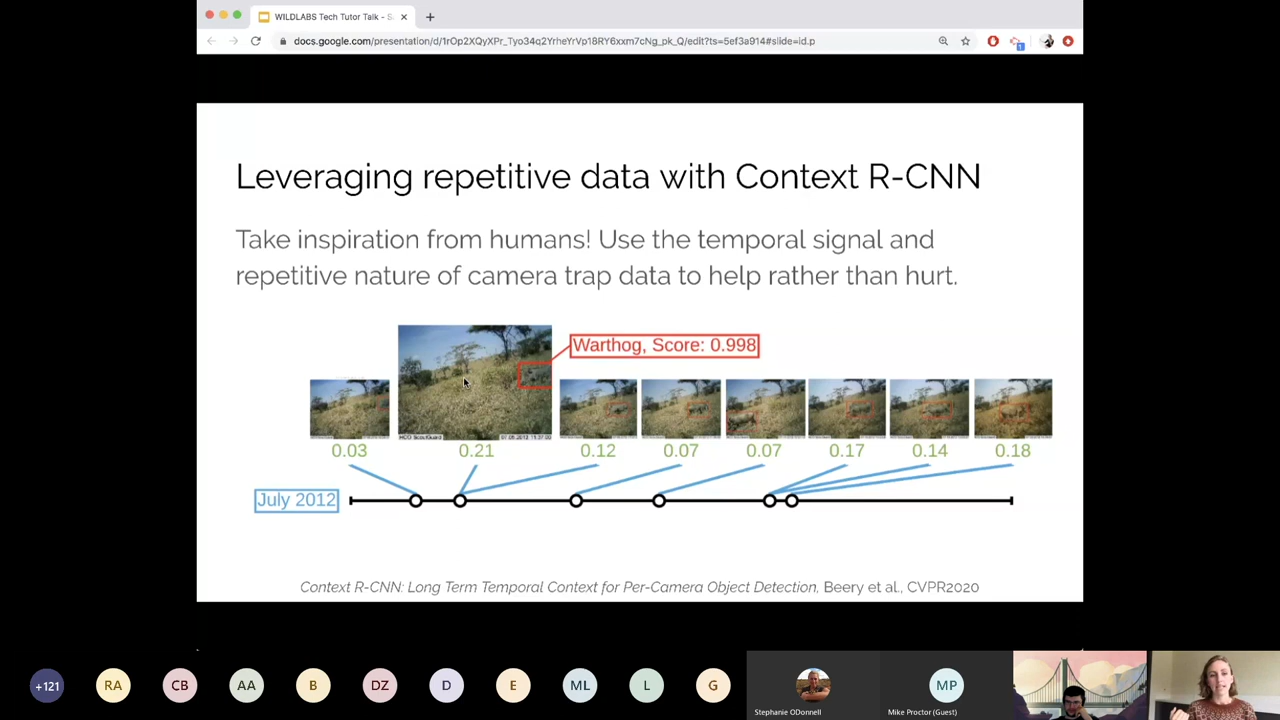 WILDLABS Tech Tutor Talk - S
docs.google.com/presentation/d/1rOp2XQyXPr_Tyo34q2YrheYrVp18RY6xxm7cNg_pk_Q/edit?ts=5ef3a914#slide=id.p
Leveraging repetitive data with Context R-CNN
Take inspiration from humans! Use the temporal signal and
repetitive nature of camera trap data to help rather than hurt.
Warthog, Score: 0.998
0.03 0.21 0.12 0.07 0.07 0.17 0.14 0.18
July 2012
Context R-CNN: Long Term Temporal Context for Per-Camera Object Detection, Beery et al., CVPR2020
+121 RA CB AA B DZ D E ML L G MP
Stephanie ODonnell Mike Proctor (Guest)